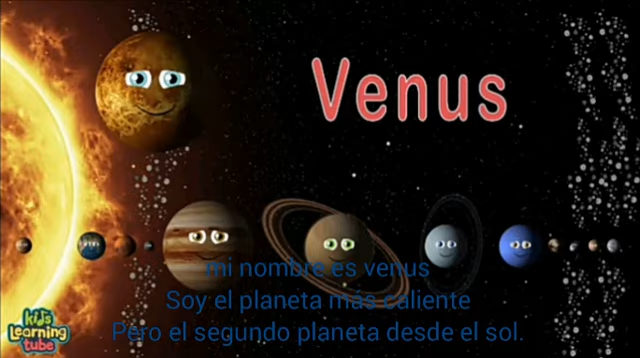 Venus
mi nombre es venus
Soy el planeta más caliente
Pero el segundo planeta desde el sol.
kids
Learning
tube